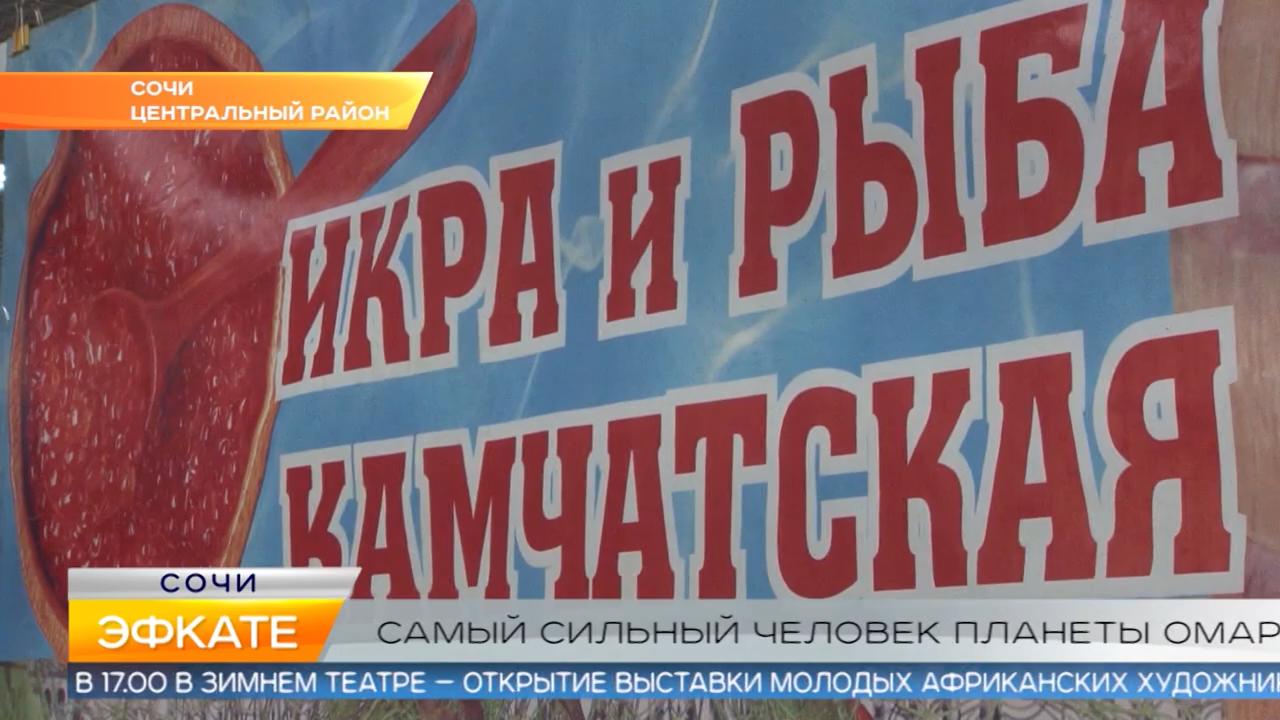 СОЧИ
ЦЕНТРАЛЬНЫЙ РАЙОН
ИКРА И РЫБА
КАМЧАТСКАЯ
СОЧИ
ЭФКАТЕ
САМЫЙ СИЛЬНЫЙ ЧЕЛОВЕК ПЛАНЕТЫ ОМАР
В 17.00 В ЗИМНЕМ ТЕАТРЕ – ОТКРЫТИЕ ВЫСТАВКИ МОЛОДЫХ АФРИКАНСКИХ